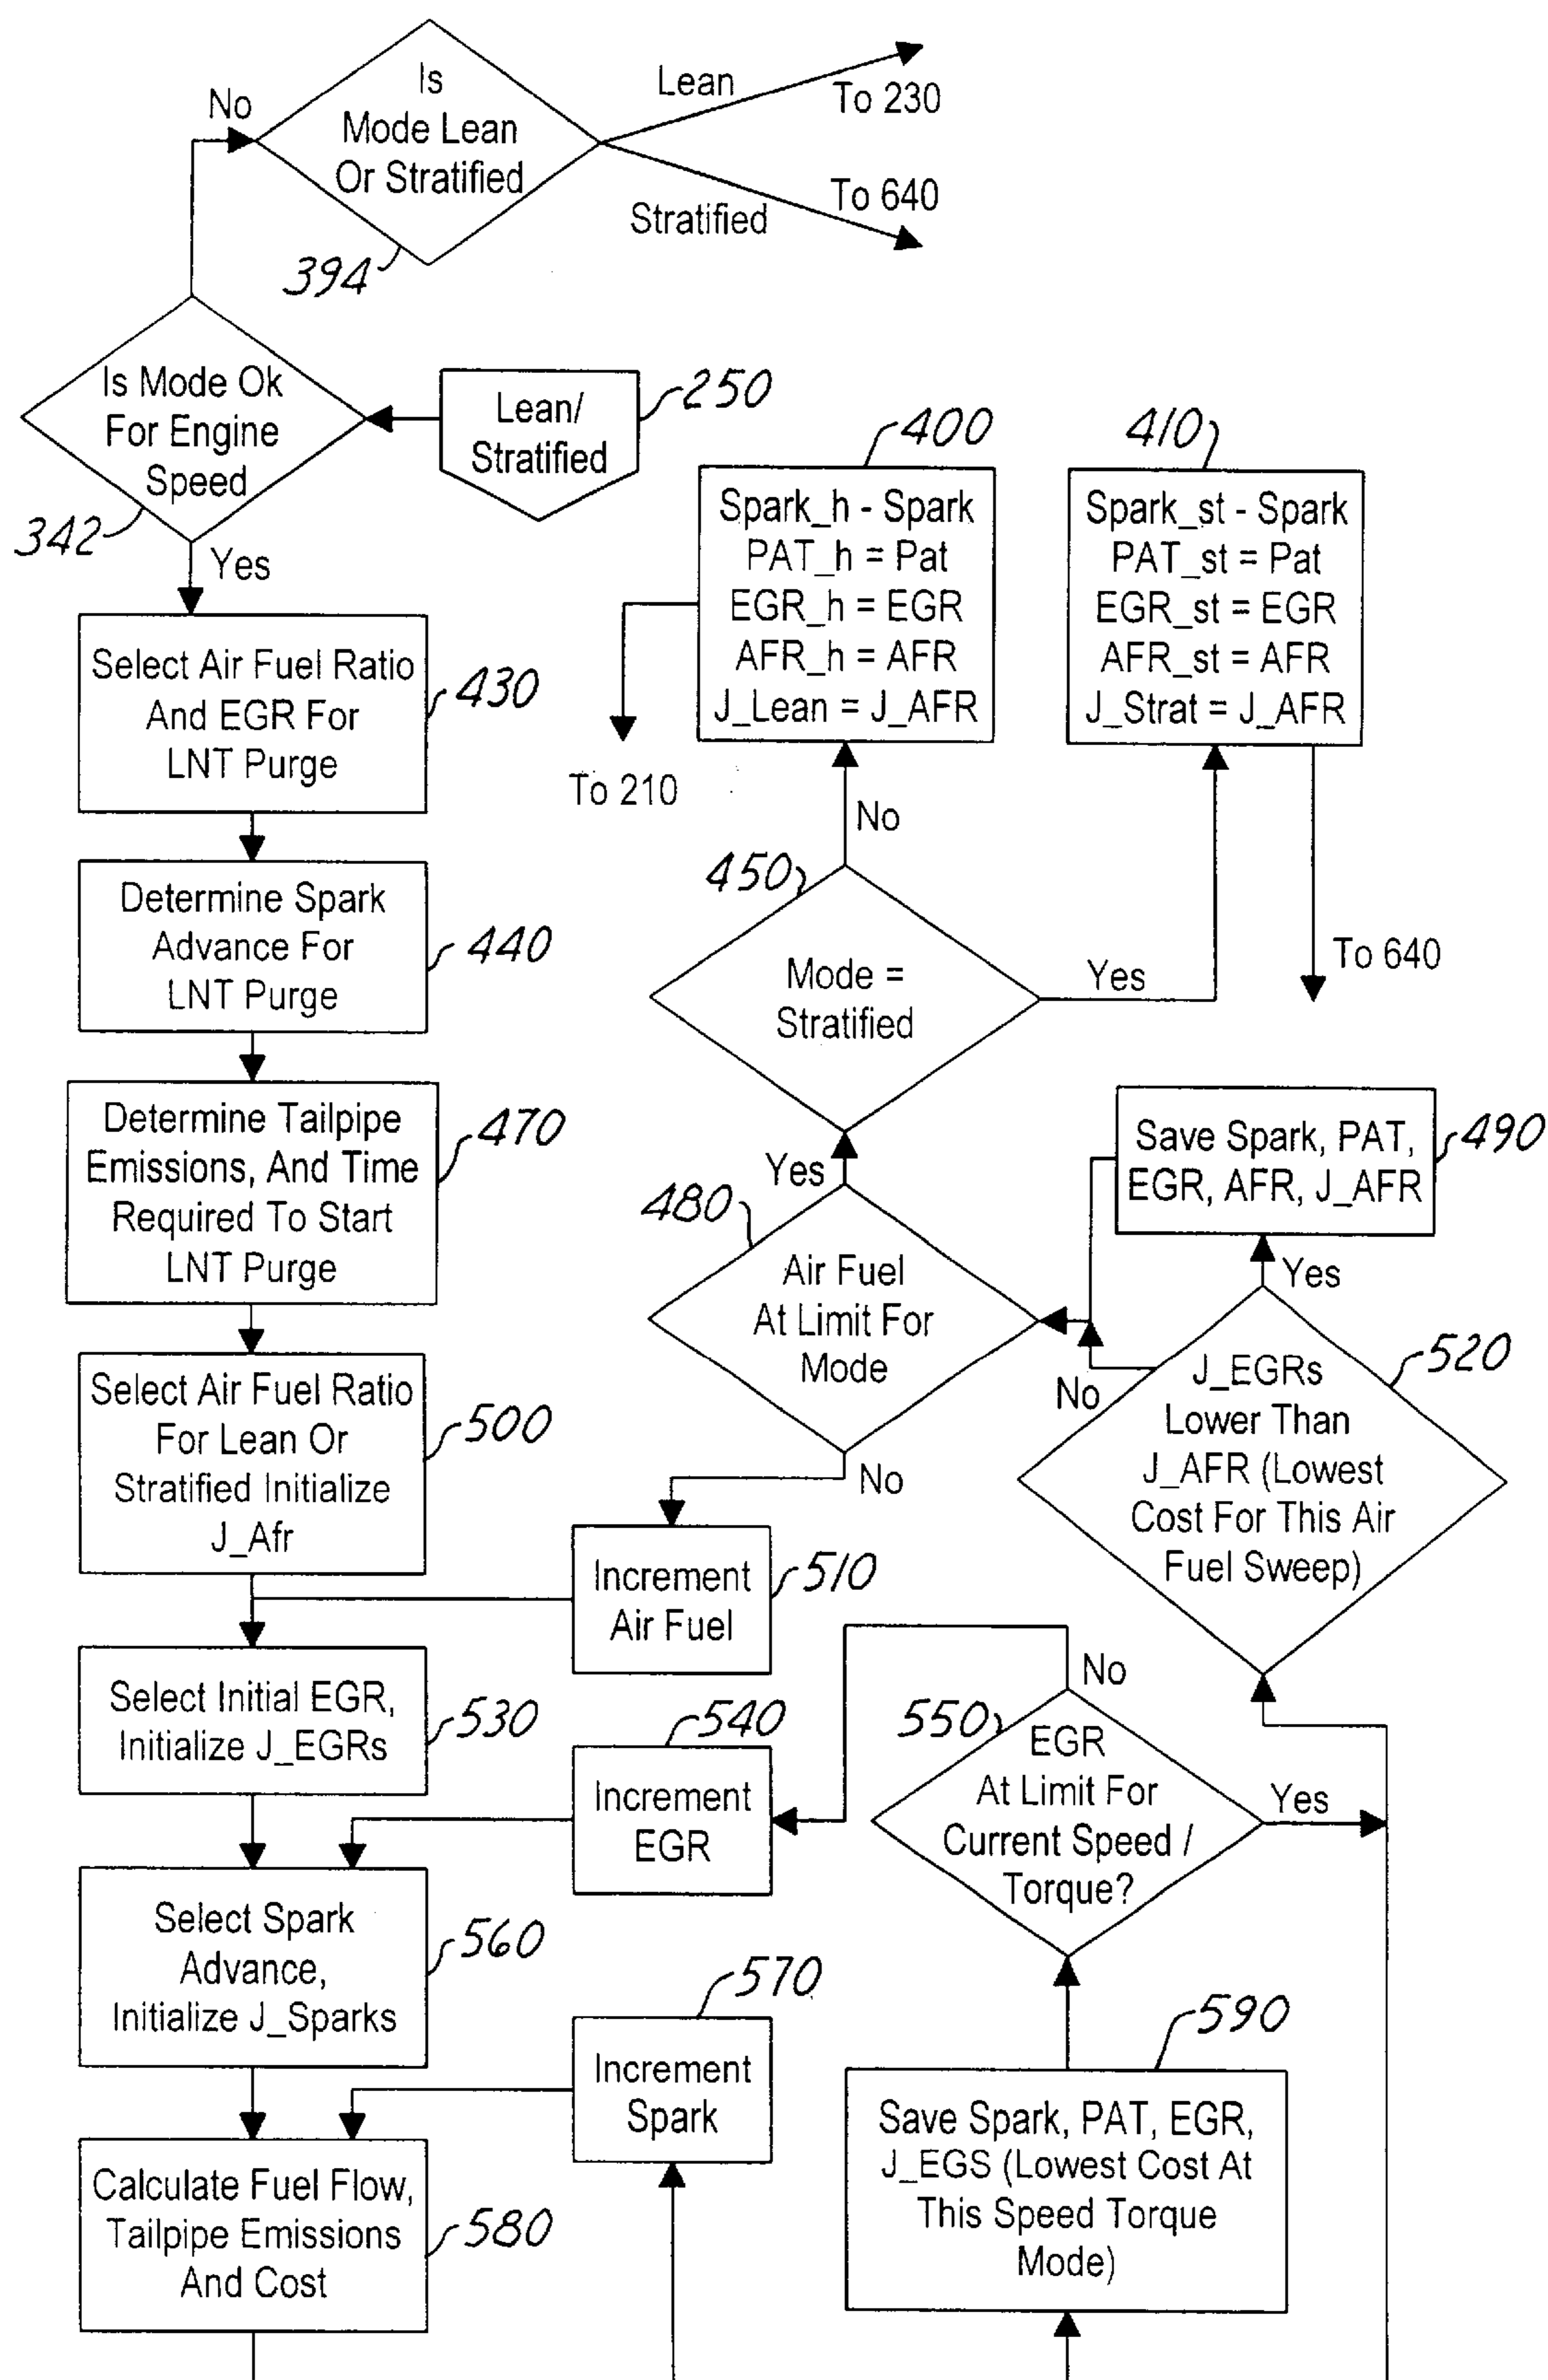 Is
Mode Lean
Or Stratified
No
Lean
To 230
To 640
Stratified
394
Is Mode Ok
For Engine
Speed
342
Yes
Lean/
Stratified
250
400
Spark_h - Spark
PAT_h = Pat
EGR_h = EGR
AFR_h = AFR
J_Lean = J_AFR
To 210
No
410
Spark_st - Spark
PAT_st = Pat
EGR_st = EGR
AFR_st = AFR
J_Strat = J_AFR
To 640
Select Air Fuel Ratio
And EGR For
LNT Purge
430
Determine Spark
Advance For
LNT Purge
440
450
Mode =
Stratified
Yes
Determine Tailpipe
Emissions, And Time
Required To Start
LNT Purge
470
Yes
480
Air Fuel
At Limit For
Mode
No
Save Spark, PAT,
EGR, AFR, J_AFR
490
Yes
No
J_EGRs
Lower Than
J_AFR (Lowest
Cost For This Air
Fuel Sweep)
520
Select Air Fuel Ratio
For Lean Or
Stratified Initialize
J_Afr
500
Increment
Air Fuel
510
Select Initial EGR,
Initialize J_EGRs
530
540
Increment
EGR
No
550
EGR
At Limit For
Current Speed /
Torque?
Yes
Select Spark
Advance,
Initialize J_Sparks
560
570
Increment
Spark
590
Save Spark, PAT, EGR,
J_EGS (Lowest Cost At
This Speed Torque
Mode)
Calculate Fuel Flow,
Tailpipe Emissions
And Cost
580